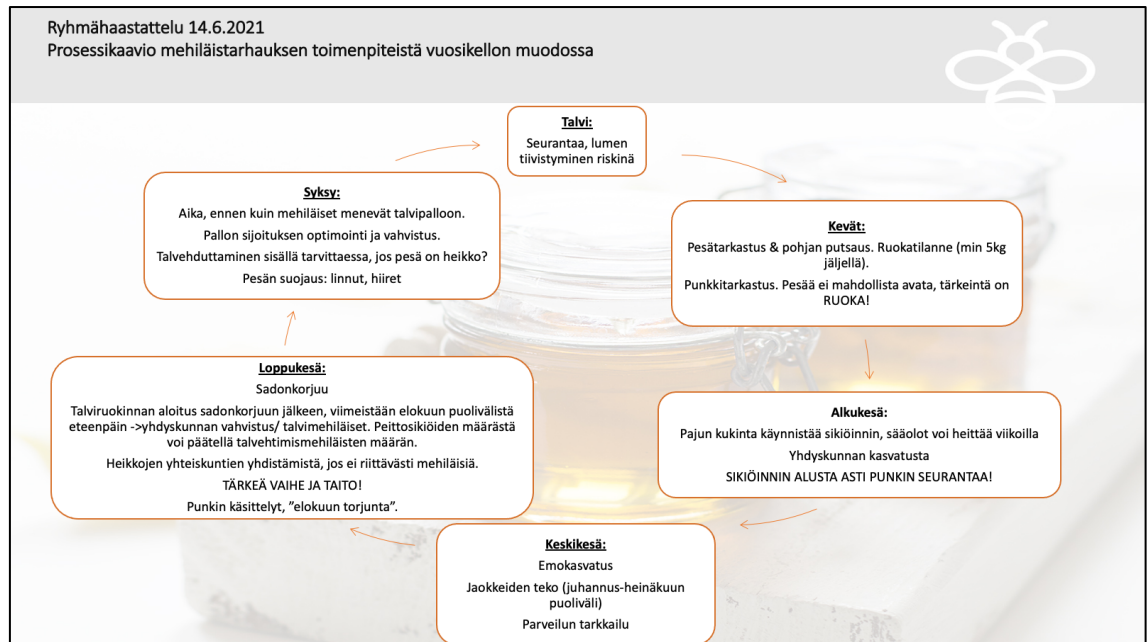 Ryhmähaastattelu 14.6.2021
Prosessikaavio mehiläistarhauksen toimenpiteistä vuosikellon muodossa
Talvi:
Seurantaa, lumen
tiivistyminen riskinä
Kevät:
Pesätarkastus & pohjan putsaus. Ruokatilanne (min 5kg
jäljellä).
Punkkitarkastus. Pesää ei mahdollista avata, tärkeintä on
RUOKA!
Alkukesä:
Pajun kukinta käynnistää sikiöinnin, sääolot voi heittää viikoilla
Yhdyskunnan kasvatusta
SIKIÖINNIN ALUSTA ASTI PUNKIN SEURANTAA!
Keskikesä:
Emokasvatus
Jaokkeiden teko (juhannus-heinäkuun
puoliväli)
Parveilun tarkkailu
Loppukesä:
Sadonkorjuu
Talviruokinnan aloitus sadonkorjuun jälkeen, viimeistään elokuun puolivälistä
eteenpäin ->yhdyskunnan vahvistus/ talvimehiläiset. Peittosikiöiden määrästä
voi päätellä talvehtimismehiläisten määrän.
Heikkojen yhteiskuntien yhdistämistä, jos ei riittävästi mehiläisiä.
TÄRKEÄ VAIHE JA TAITO!
Punkin käsittelyt, ”elokuun torjunta”.
Syksy:
Aika, ennen kuin mehiläiset menevät talvipalloon.
Pallon sijoituksen optimointi ja vahvistus.
Talvehduttaminen sisällä tarvittaessa, jos pesä on heikko?
Pesän suojaus: linnut, hiiret